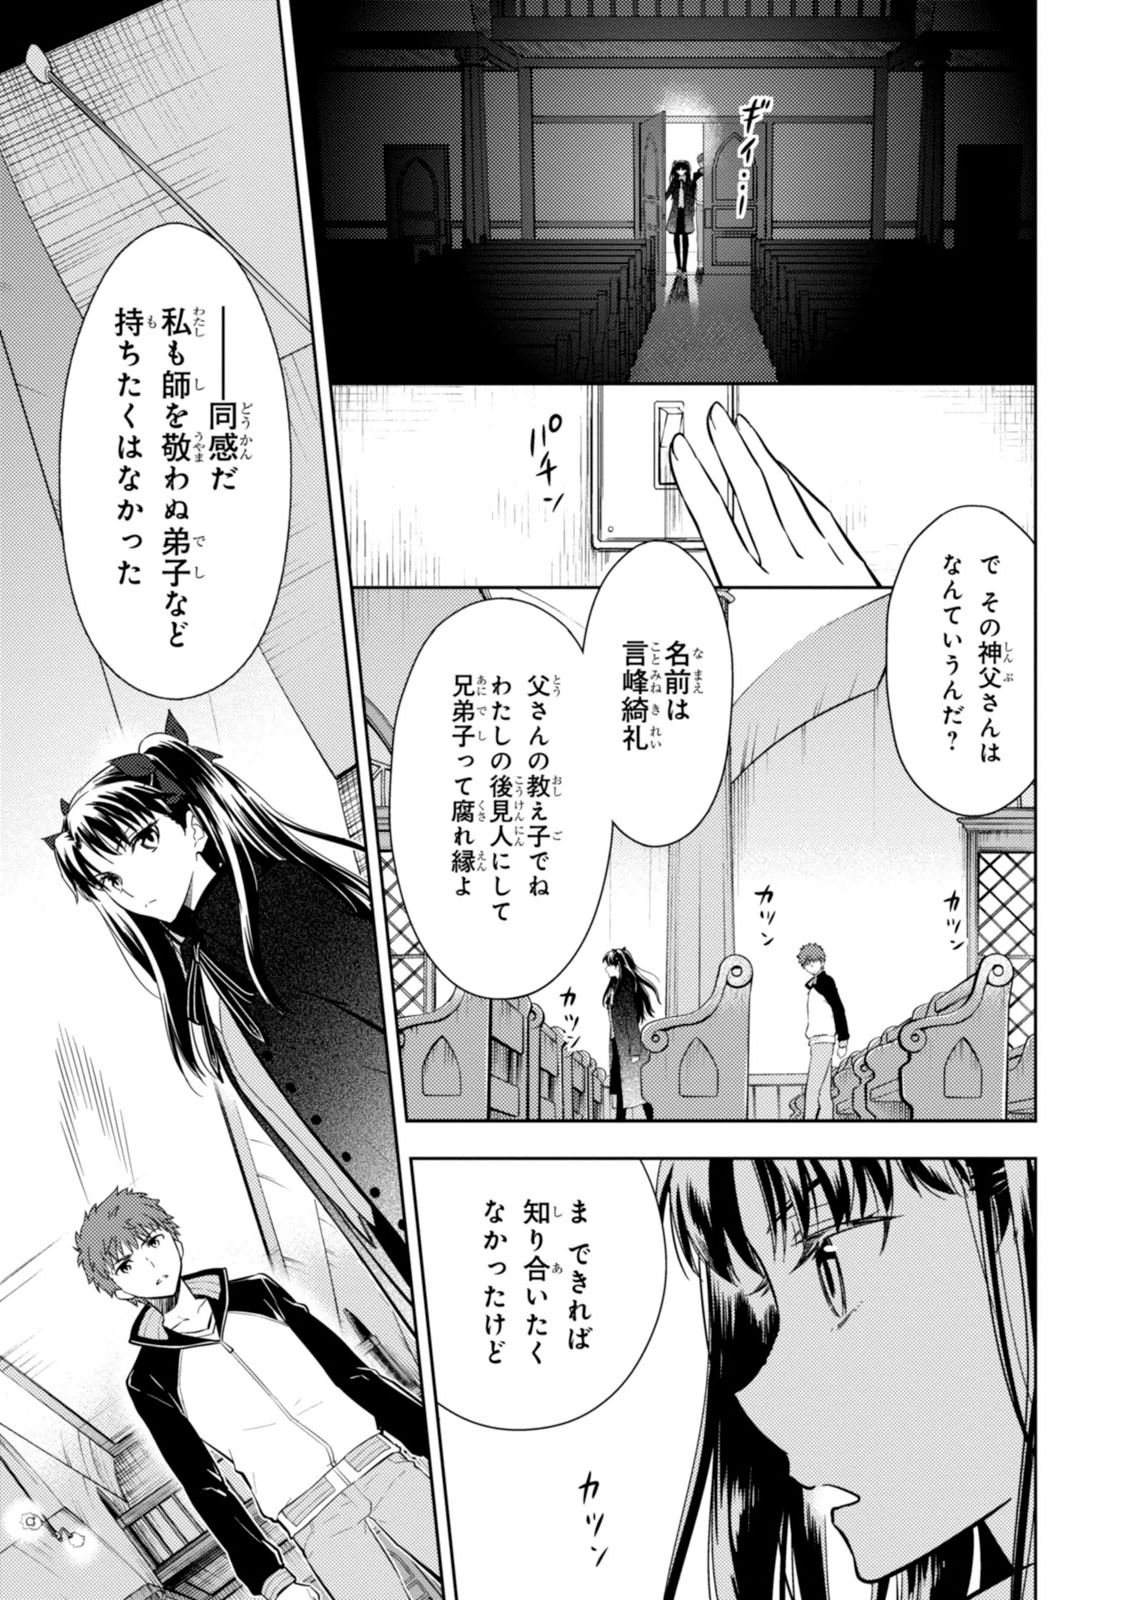 ギィ…
パチン
で その神父さんは
なんていうんだ?
名前は
言峰綺礼
父さんの教え子でね
わたしの後見人にして
兄弟子って腐れ縁よ
カツン
カツン
カツン
ま できれば
知り合いたく
なかったけど
カツン
――同感だ
私も師を敬わぬ弟子など
持ちたくはなかった